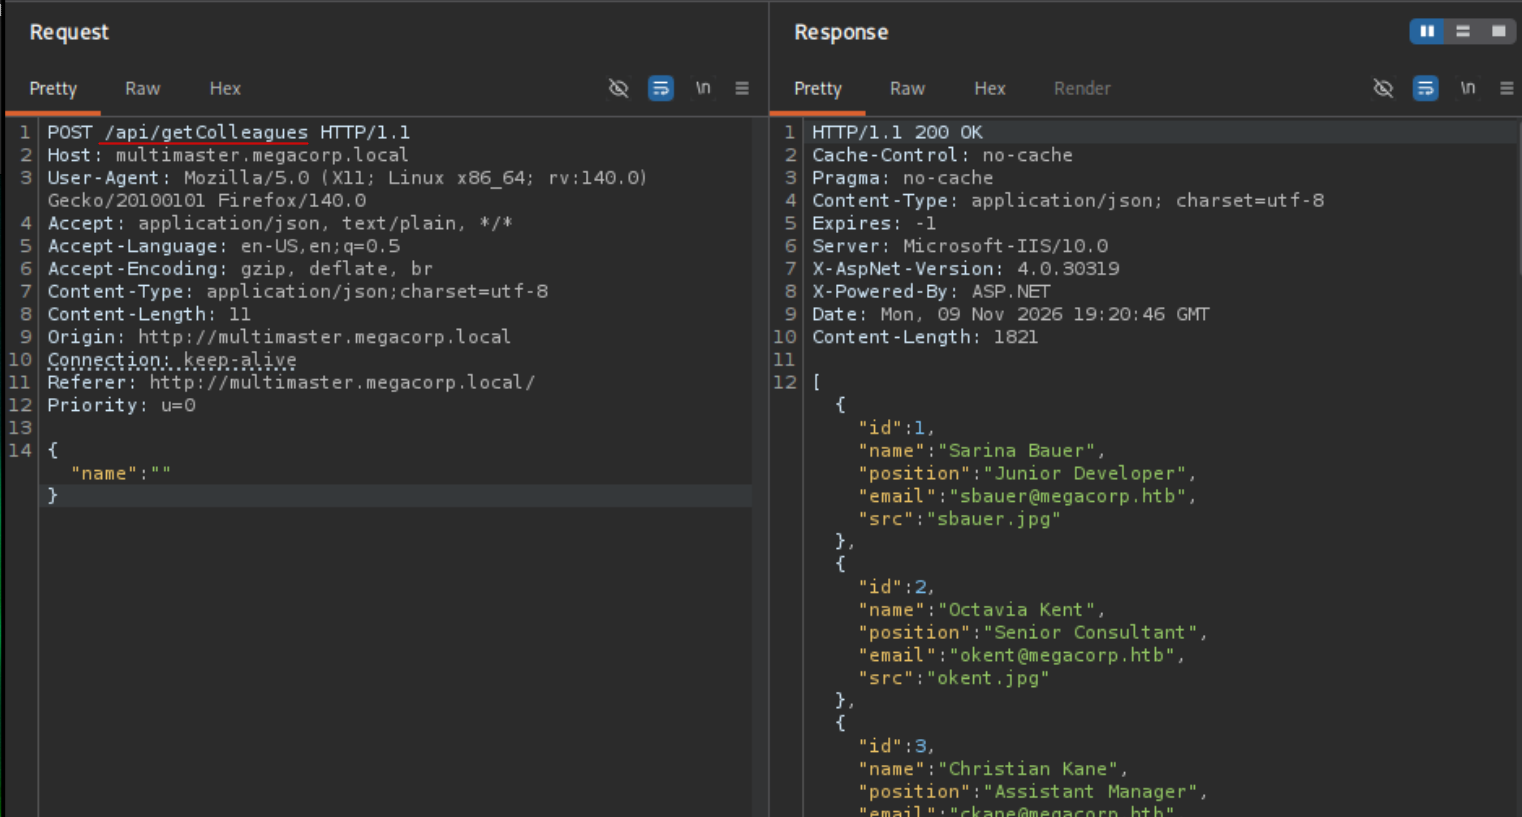 Request
Pretty Raw Hex \n
1 POST /api/getColleagues HTTP/1.1
2 Host: multimaster.megacorp.local
3 User-Agent: Mozilla/5.0 (X11; Linux x86_64; rv:140.0)
Gecko/20100101 Firefox/140.0
4 Accept: application/json, text/plain, */*
5 Accept-Language: en-US,en;q=0.5
6 Accept-Encoding: gzip, deflate, br
7 Content-Type: application/json;charset=utf-8
8 Content-Length: 11
9 Origin: http://multimaster.megacorp.local
10 Connection: keep-alive
11 Referer: http://multimaster.megacorp.local/
12 Priority: u=0
13
14 {
"name":""
}
Response
Pretty Raw Hex Render \n
1 HTTP/1.1 200 OK
2 Cache-Control: no-cache
3 Pragma: no-cache
4 Content-Type: application/json; charset=utf-8
5 Expires: -1
6 Server: Microsoft-IIS/10.0
7 X-AspNet-Version: 4.0.30319
8 X-Powered-By: ASP.NET
9 Date: Mon, 09 Nov 2026 19:20:46 GMT
10 Content-Length: 1821
11
12 [
{
"id":1,
"name":"Sarina Bauer",
"position":"Junior Developer",
"email":"sbauer@megacorp.htb",
"src":"sbauer.jpg"
},
{
"id":2,
"name":"Octavia Kent",
"position":"Senior Consultant",
"email":"okent@megacorp.htb",
"src":"okent.jpg"
},
{
"id":3,
"name":"Christian Kane",
"position":"Assistant Manager",
"email":"ckane@megacorp.htb"